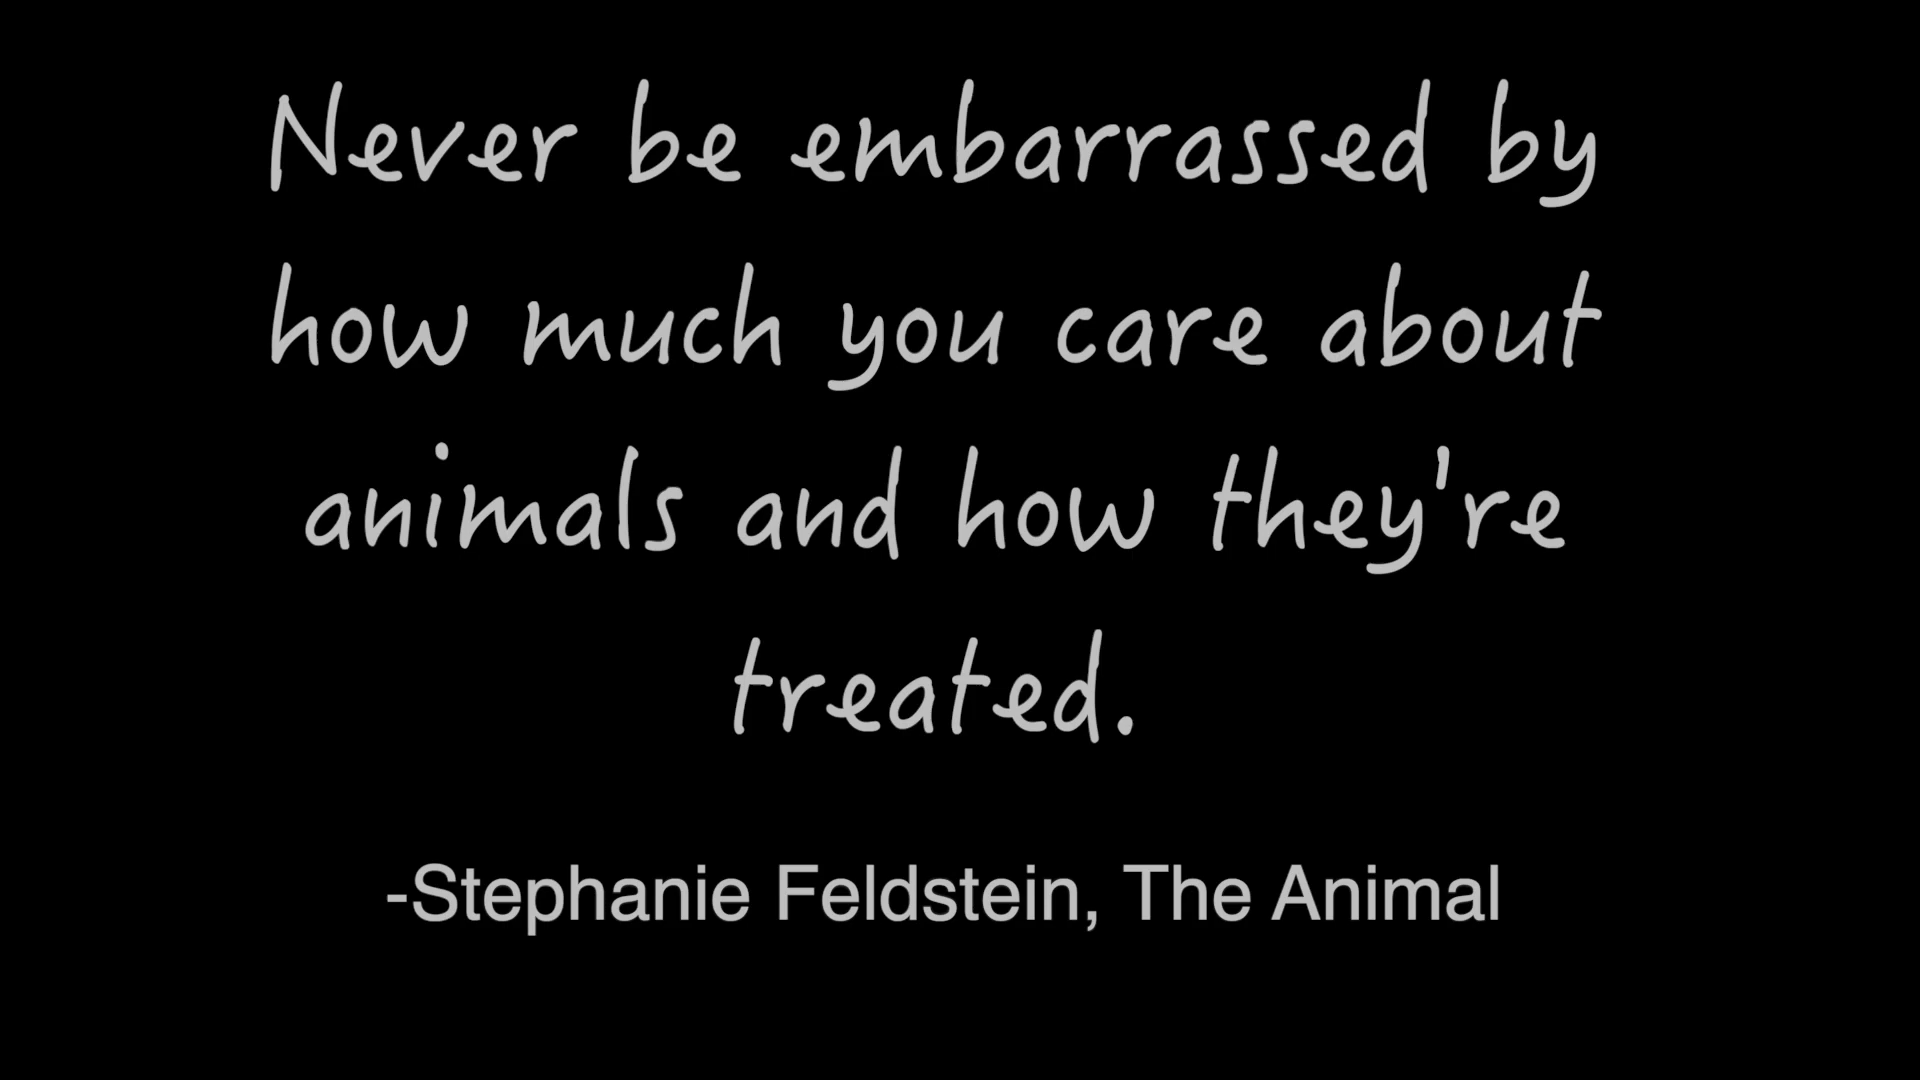 Never be embarrassed by
how much you care about
animals and how they're
treated.
-Stephanie Feldstein, The Animal